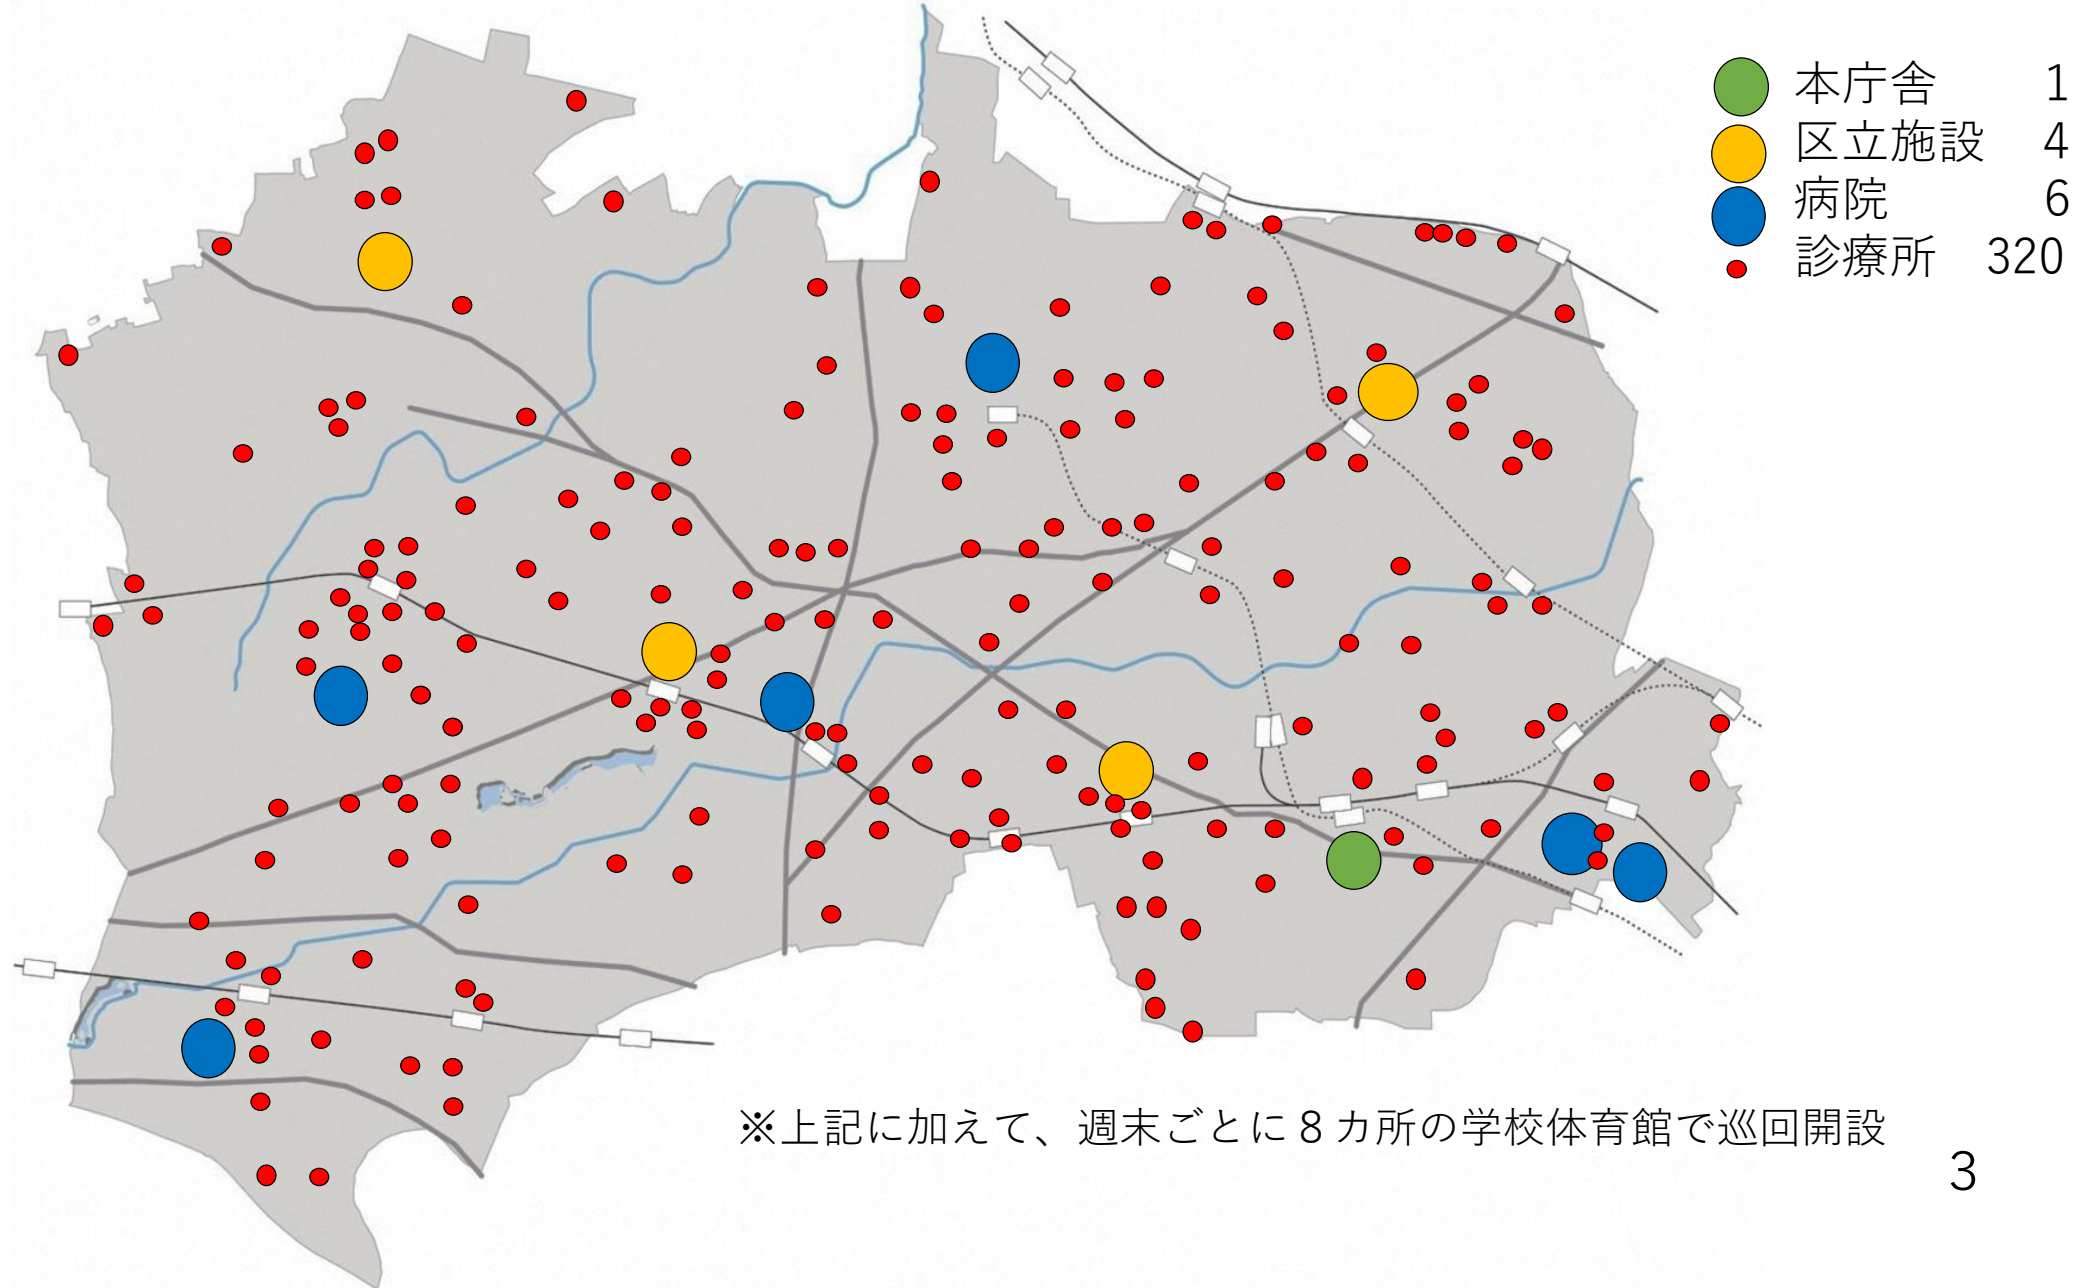 本庁舎 1
区立施設 4
病院 6
診療所 320
※上記に加えて、週末ごとに8カ所の学校体育館で巡回開設
3